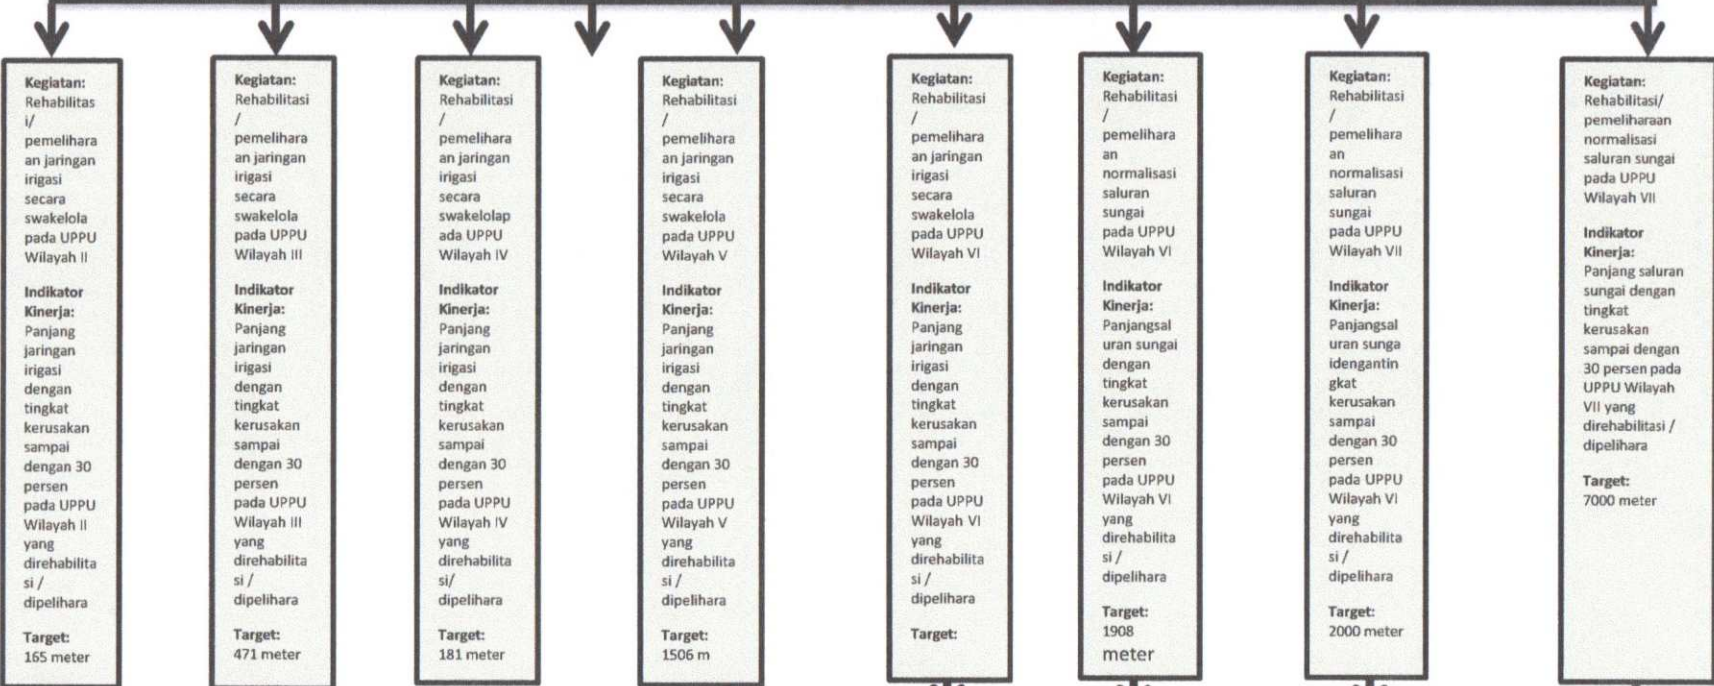 Kegiatan:
Rehabilitas
i/
pemelihara
an jaringan
irigasi
secara
swakelola
pada UPPU
Wilayah II
Indikator
Kinerja:
Panjang
jaringan
irigasi
dengan
tingkat
kerusakan
sampai
dengan 30
persen
pada UPPU
Wilayah II
yang
direhabilita
si /
dipelihara
Target:
165 meter
Kegiatan:
Rehabilitasi
/
pemelihara
an jaringan
irigasi
secara
swakelola
pada UPPU
Wilayah III
Indikator
Kinerja:
Panjang
jaringan
irigasi
dengan
tingkat
kerusakan
sampai
dengan 30
persen
pada UPPU
Wilayah III
yang
direhabilita
si /
dipelihara
Target:
471 meter
Kegiatan:
Rehabilitasi
/
pemelihara
an jaringan
irigasi
secara
swakelolap
ada UPPU
Wilayah IV
Indikator
Kinerja:
Panjang
jaringan
irigasi
dengan
tingkat
kerusakan
sampai
dengan 30
persen
pada UPPU
Wilayah IV
yang
direhabilita
si/
dipelihara
Target:
181 meter
Kegiatan:
Rehabilitasi
/
pemelihara
an jaringan
irigasi
secara
swakelola
pada UPPU
Wilayah V
Indikator
Kinerja:
Panjang
jaringan
irigasi
dengan
tingkat
kerusakan
sampai
dengan 30
persen
pada UPPU
Wilayah V
yang
direhabilita
si /
dipelihara
Target:
1506 m
Kegiatan:
Rehabilitasi
/
pemelihara
an jaringan
irigasi
secara
swakelola
pada UPPU
Wilayah VI
Indikator
Kinerja:
Panjang
jaringan
irigasi
dengan
tingkat
kerusakan
sampai
dengan 30
persen
pada UPPU
Wilayah VI
yang
direhabilita
si /
dipelihara
Target:
Kegiatan:
Rehabilitasi
/
pemelihara
an
normalisasi
saluran
sungai
pada UPPU
Wilayah VI
Indikator
Kinerja:
Panjangsal
uran sungai
dengan
tingkat
kerusakan
sampai
dengan 30
persen
pada UPPU
Wilayah VI
yang
direhabilita
si /
dipelihara
Target:
1908
meter
Kegiatan:
Rehabilitasi
/
pemelihara
an
normalisasi
saluran
sungai
pada UPPU
Wilayah VII
Indikator
Kinerja:
Panjangsal
uran sunga
idengantin
gkat
kerusakan
sampai
dengan 30
persen
pada UPPU
Wilayah VI
yang
direhabilita
si /
dipelihara
Target:
2000 meter
Kegiatan:
Rehabilitasi/
pemeliharaan
normalisasi
saluran sungai
pada UPPU
Wilayah VII
Indikator
Kinerja:
Panjang saluran
sungai dengan
tingkat
kerusakan
sampai dengan
30 persen pada
UPPU Wilayah
VII yang
direhabilitasi /
dipelihara
Target:
7000 meter